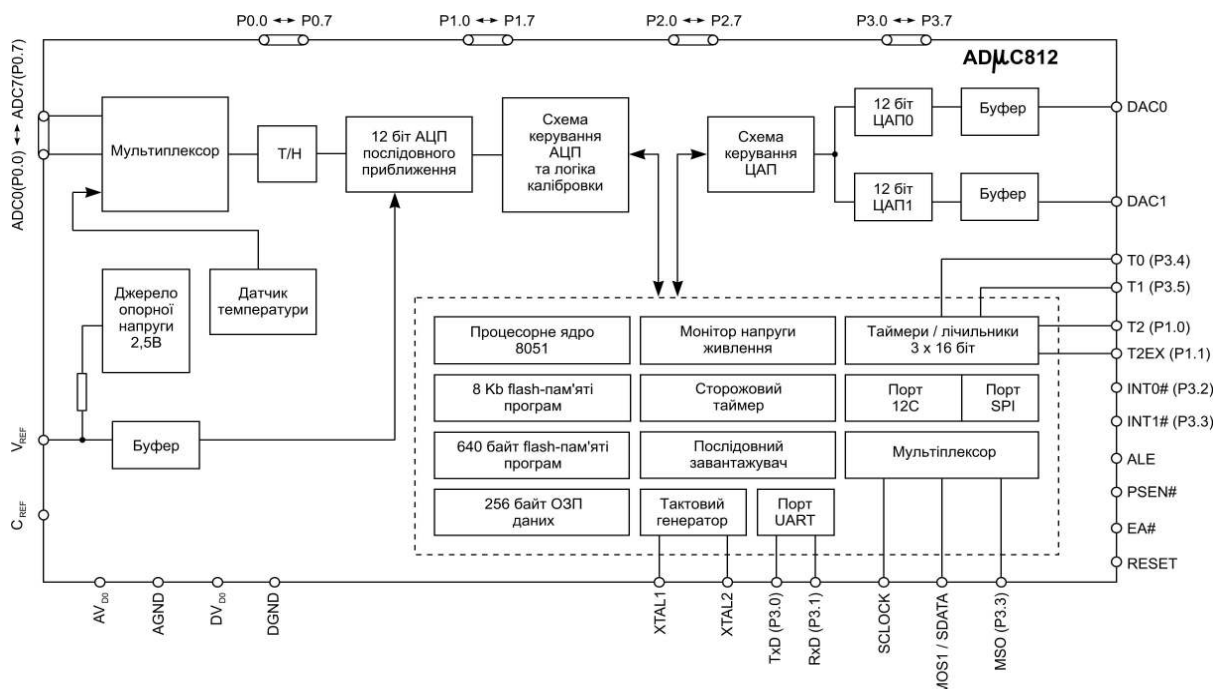 P0.0 ↔ P0.7
P1.0 ↔ P1.7
P2.0 ↔ P2.7
P3.0 ↔ P3.7
ADμC812
ADC0(P0.0) ↔ ADC7(P0.7)
Мультиплексор
Т/Н
12 біт АЦП
послідовного
приближення
Схема
керування
АЦП
та логіка
калібровки
Схема
керування
ЦАП
12 біт
ЦАП0
Буфер
DAC0
12 біт
ЦАП1
Буфер
DAC1
Джерело
опорної
напруги
2,5В
Датчик
температури
VREF
Буфер
CREF
Процесорне ядро
8051
Монітор напруги
живлення
Таймери / лічильники
3 x 16 біт
8 Kb flash-пам'яті
програм
Сторожовий
таймер
Порт
12C
Порт
SPI
640 байт flash-пам'яті
програм
Послідовний
завантажувач
Мультіплексор
256 байт ОЗП
даних
Тактовий
генератор
Порт
UART
T0 (P3.4)
T1 (P3.5)
T2 (P1.0)
T2EX (P1.1)
INT0# (P3.2)
INT1# (P3.3)
ALE
PSEN#
EA#
RESET
AVD0
AGND
DVD0
DGND
XTAL1
XTAL2
TxD (P3.0)
RxD (P3.1)
SCLOCK
MOS1 / SDATA
MSO (P3.3)